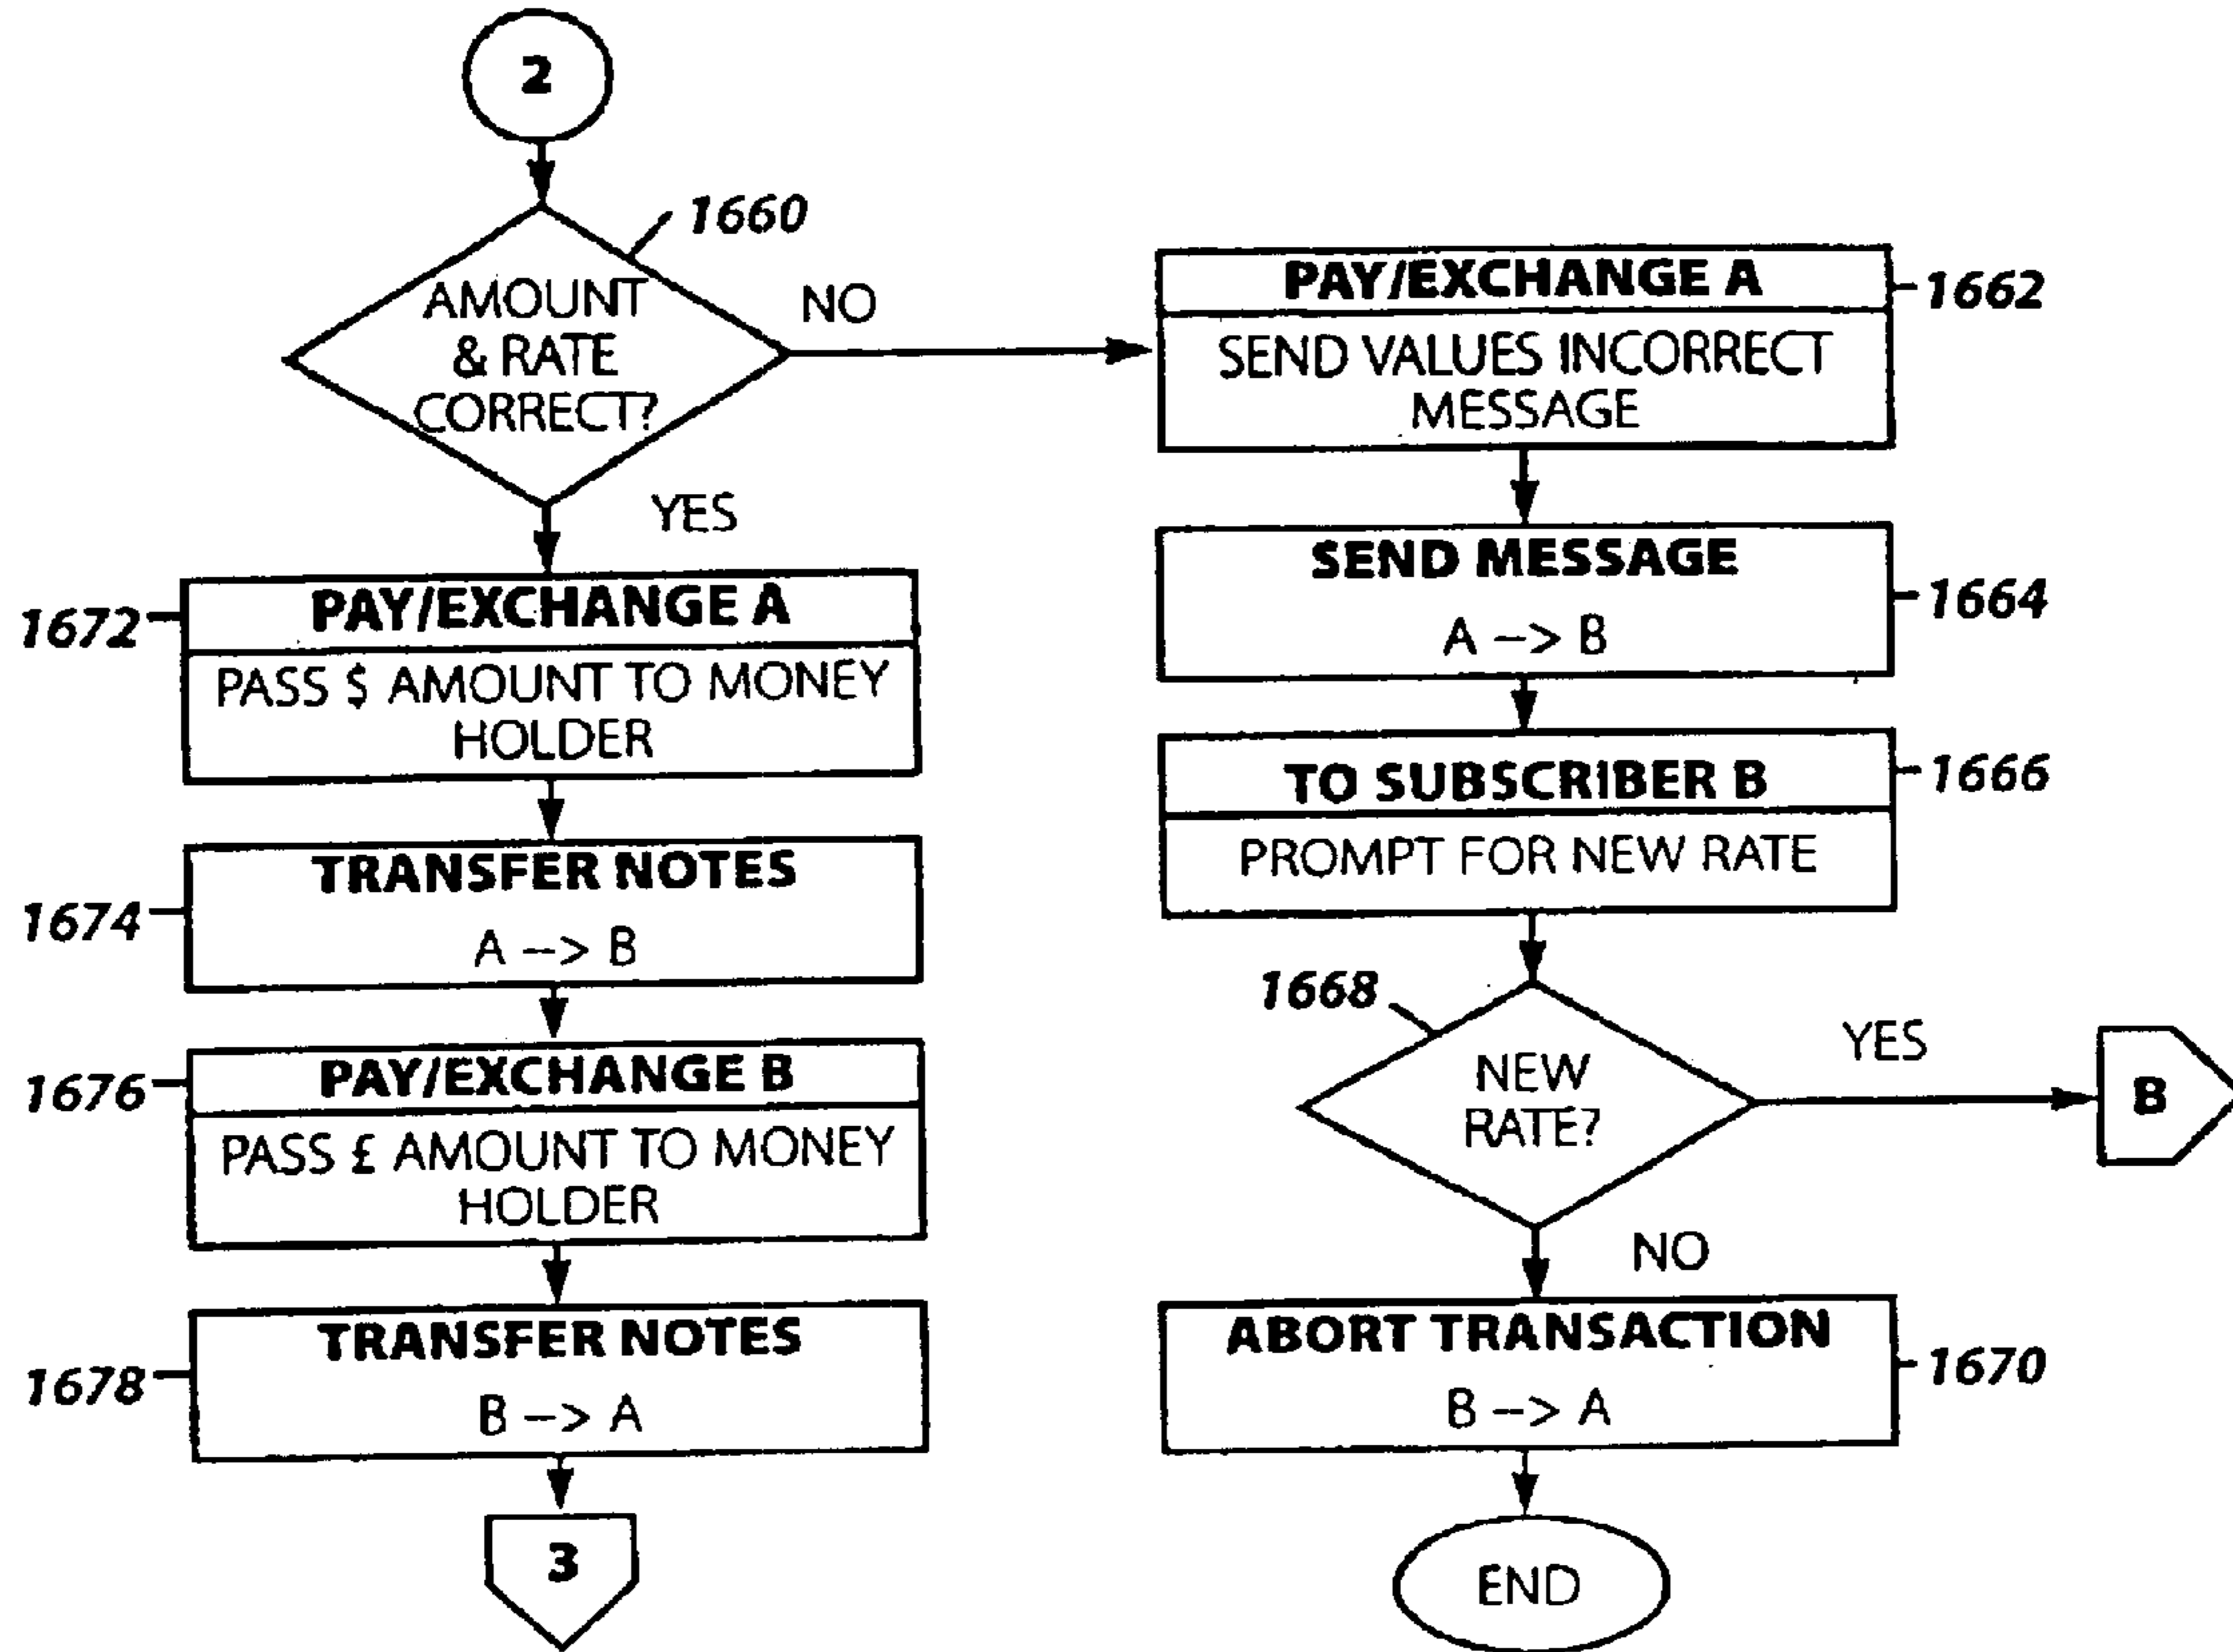 2
1660
AMOUNT
& RATE
CORRECT?
NO
YES
1672
PAY/EXCHANGE A
PASS $ AMOUNT TO MONEY
HOLDER
1674
TRANSFER NOTES
A --> B
1676
PAY/EXCHANGE B
PASS £ AMOUNT TO MONEY
HOLDER
1678
TRANSFER NOTES
B --> A
3
PAY/EXCHANGE A
1662
SEND VALUES INCORRECT
MESSAGE
SEND MESSAGE
1664
A --> B
TO SUBSCRIBER B
1666
PROMPT FOR NEW RATE
1668
NEW
RATE?
YES
B
NO
ABORT TRANSACTION
1670
B --> A
END